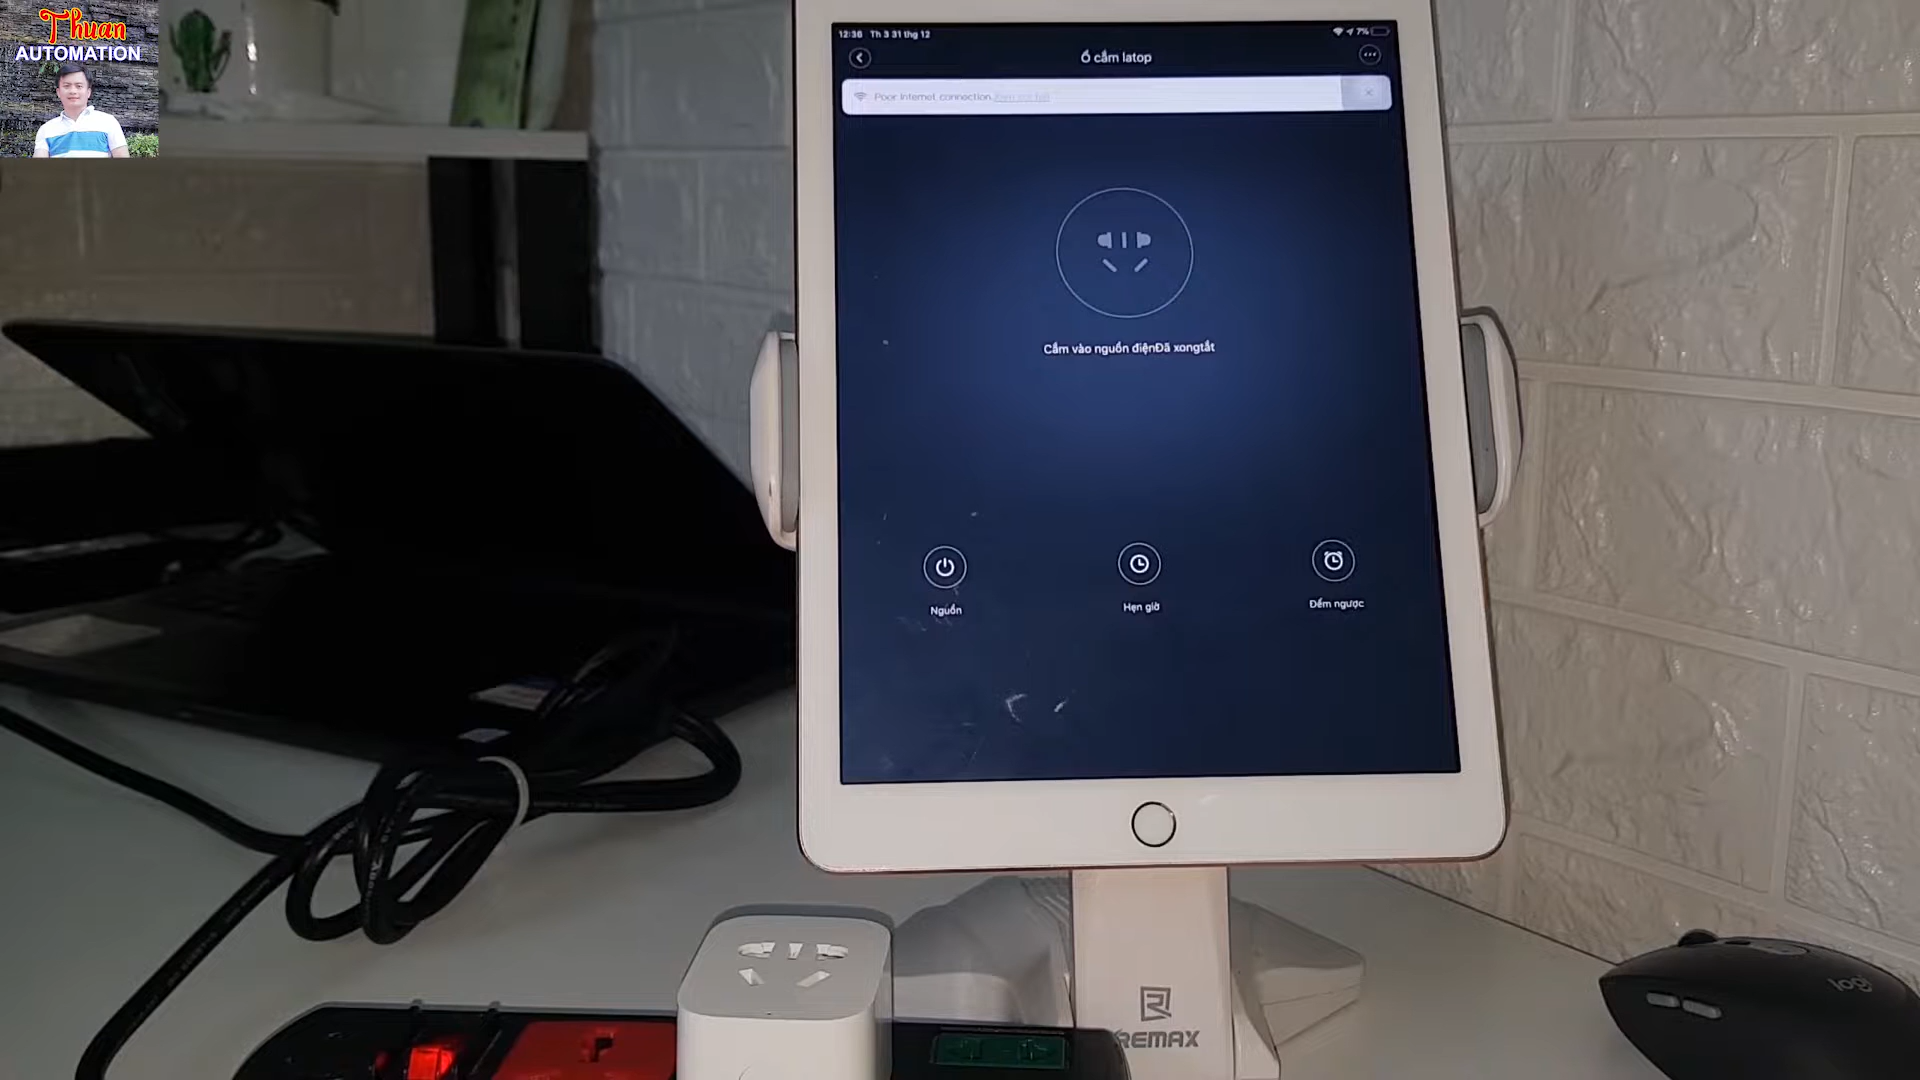 Thuan
AUTOMATION
12:36 Th 3 31 thg 12
7%
Ổ cắm latop
Poor Internet connection.
Cắm vào nguồn điệnĐã xongtắt
Nguồn
Hẹn giờ
Đếm ngược
REMAX
logi